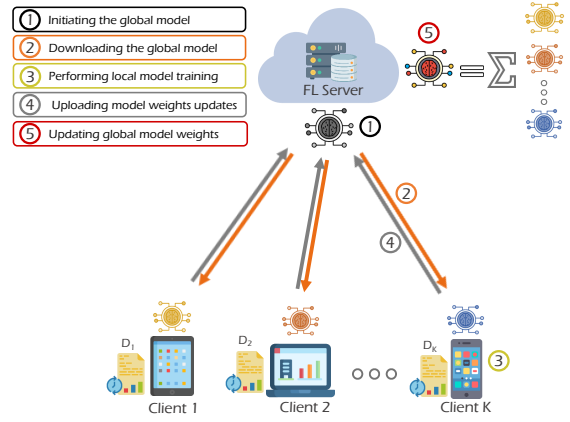 1 Initiating the global model
2 Downloading the global model
3 Performing local model training
4 Uploading model weights updates
5 Updating global model weights
5
Σ
FL Server
1
2
4
D1
D2
DK
3
Client 1
Client 2
Client K